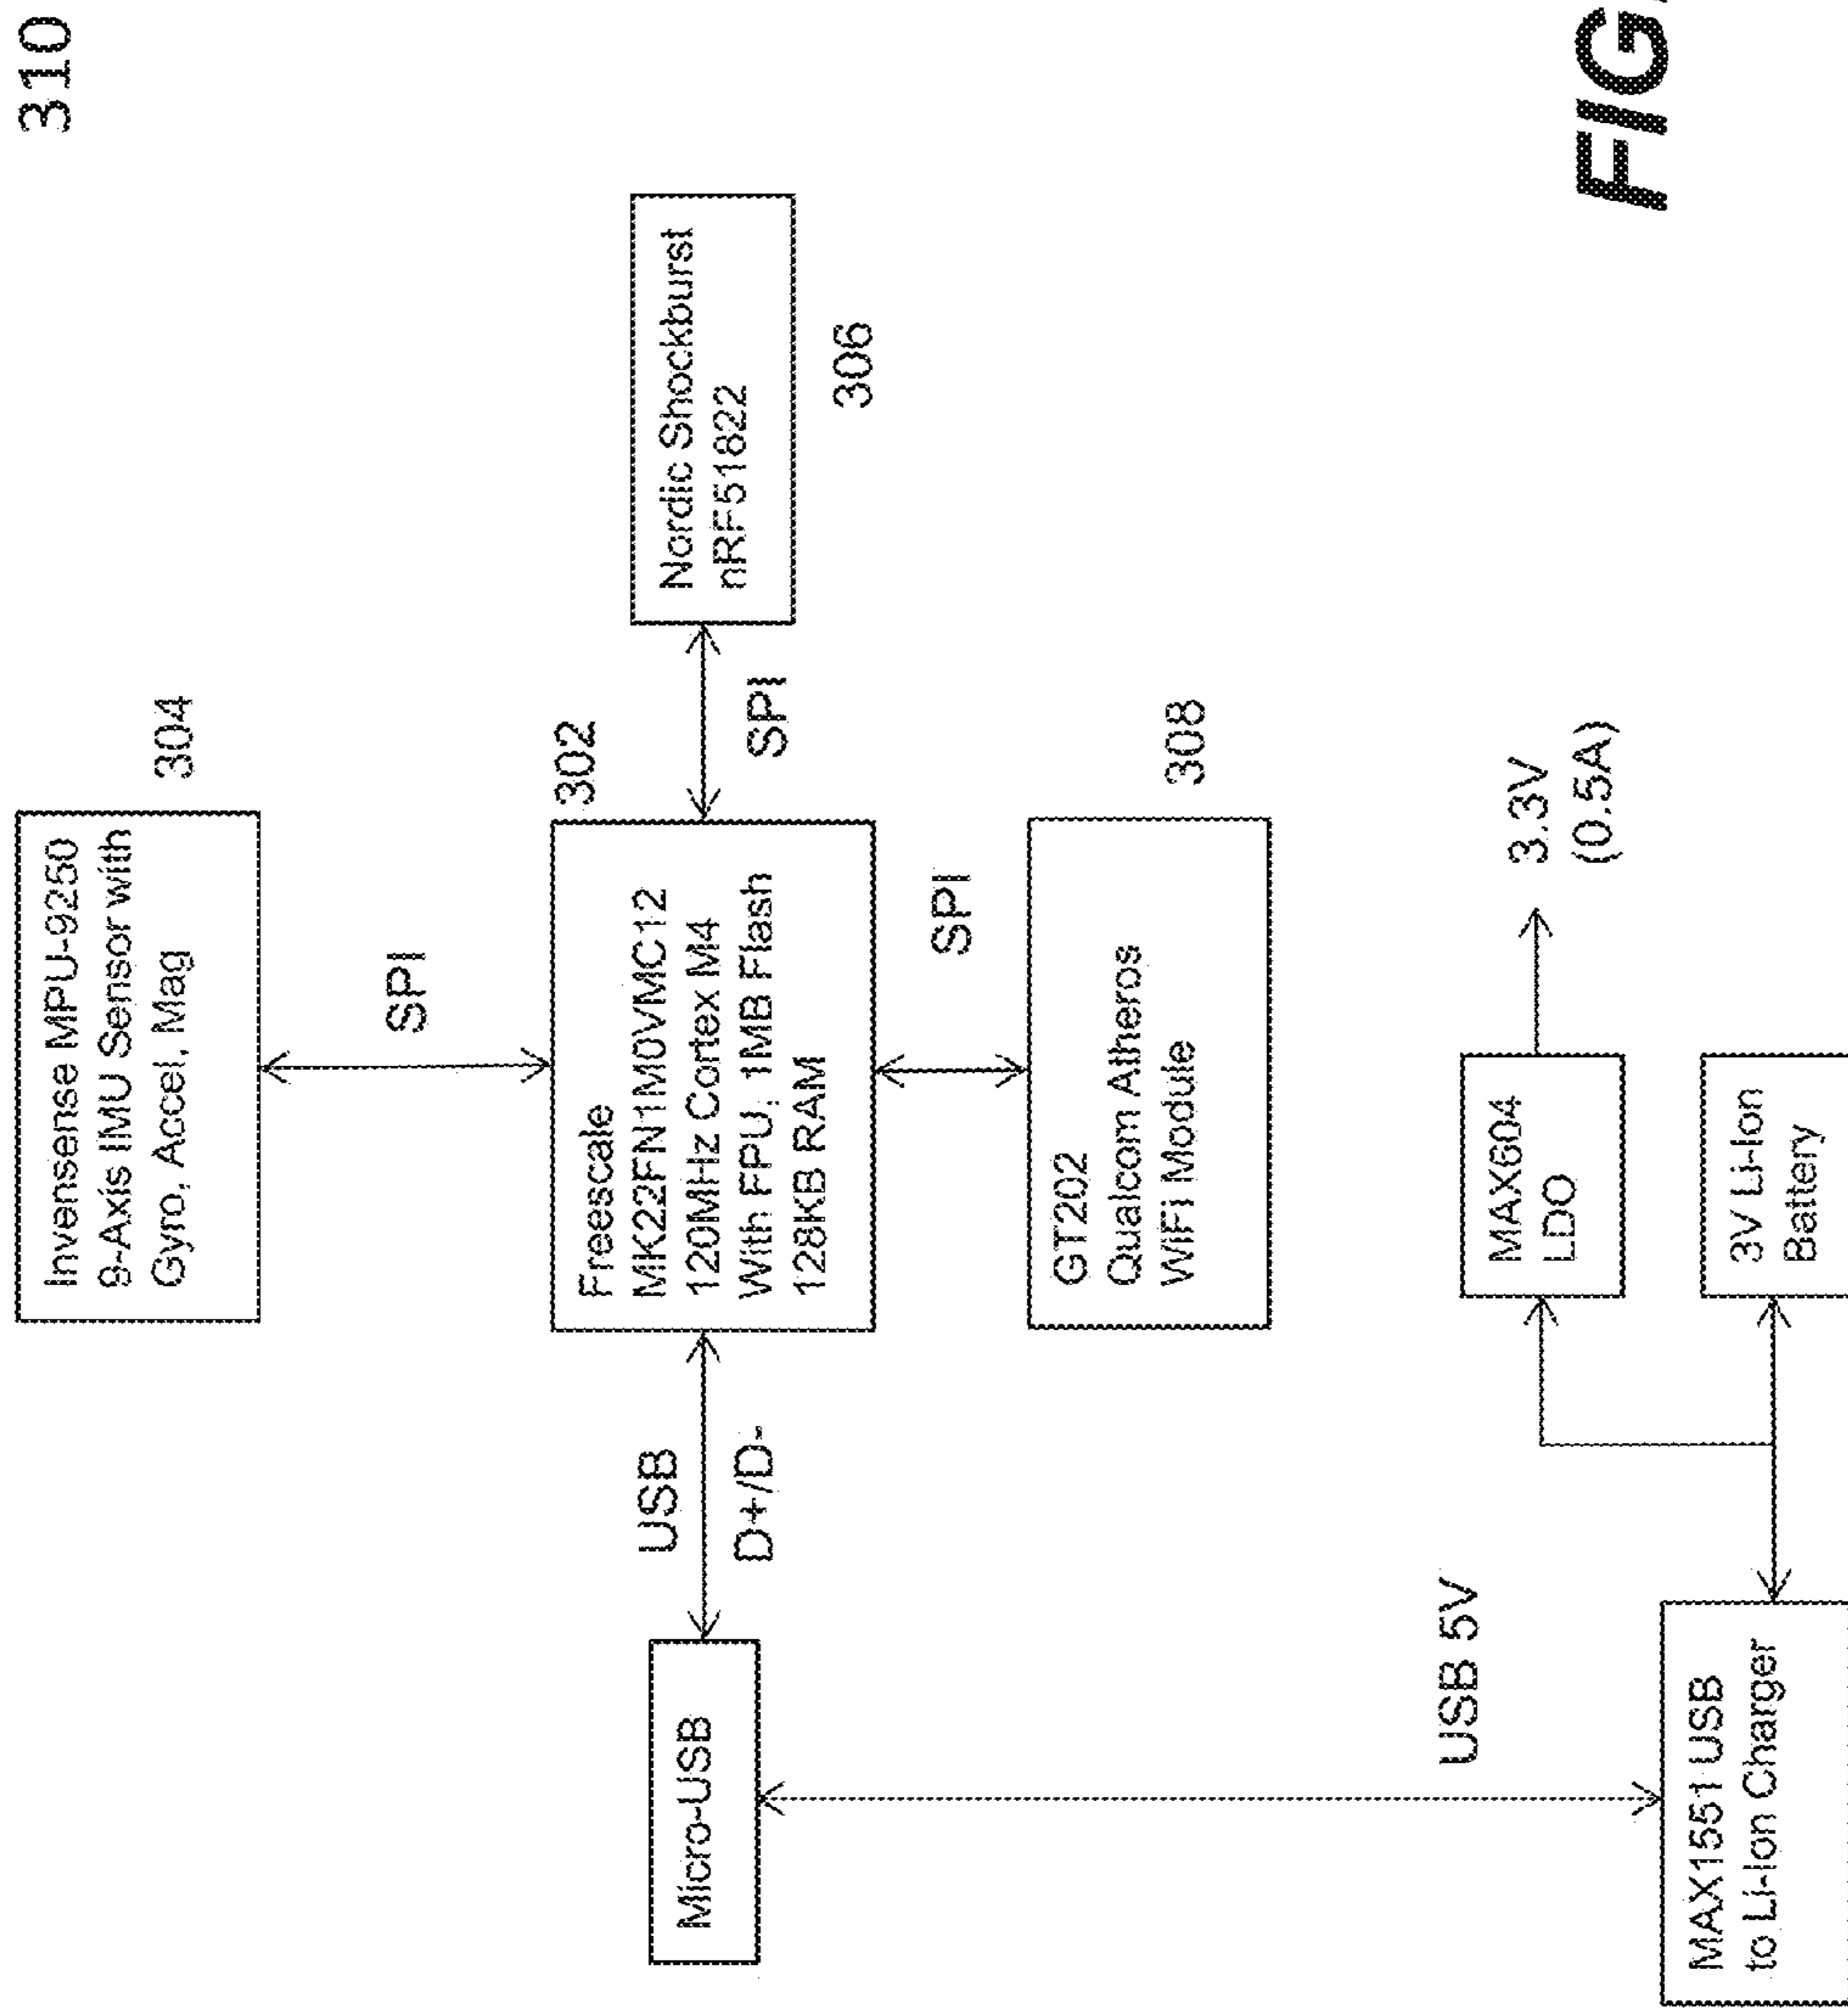 310
Invensense MPU-9250
9-Axis IMU Sensor with
Gyro, Accel, Mag
304
SPI
USB
D+/D-
Micro-USB
Freescale
MK22FN1M0VMC12
120MHz Cortex M4
With FPU, 1MB Flash
128KB RAM
302
SPI
Nordic Shockburst
nRF51822
306
SPI
GT202
Qualcom Atheros
WiFi Module
308
USB 5V
MAX604
LDO
3.3V
(0.5A)
MAX1551 USB
to Li-Ion Charger
3V Li-Ion
Battery
FIG.